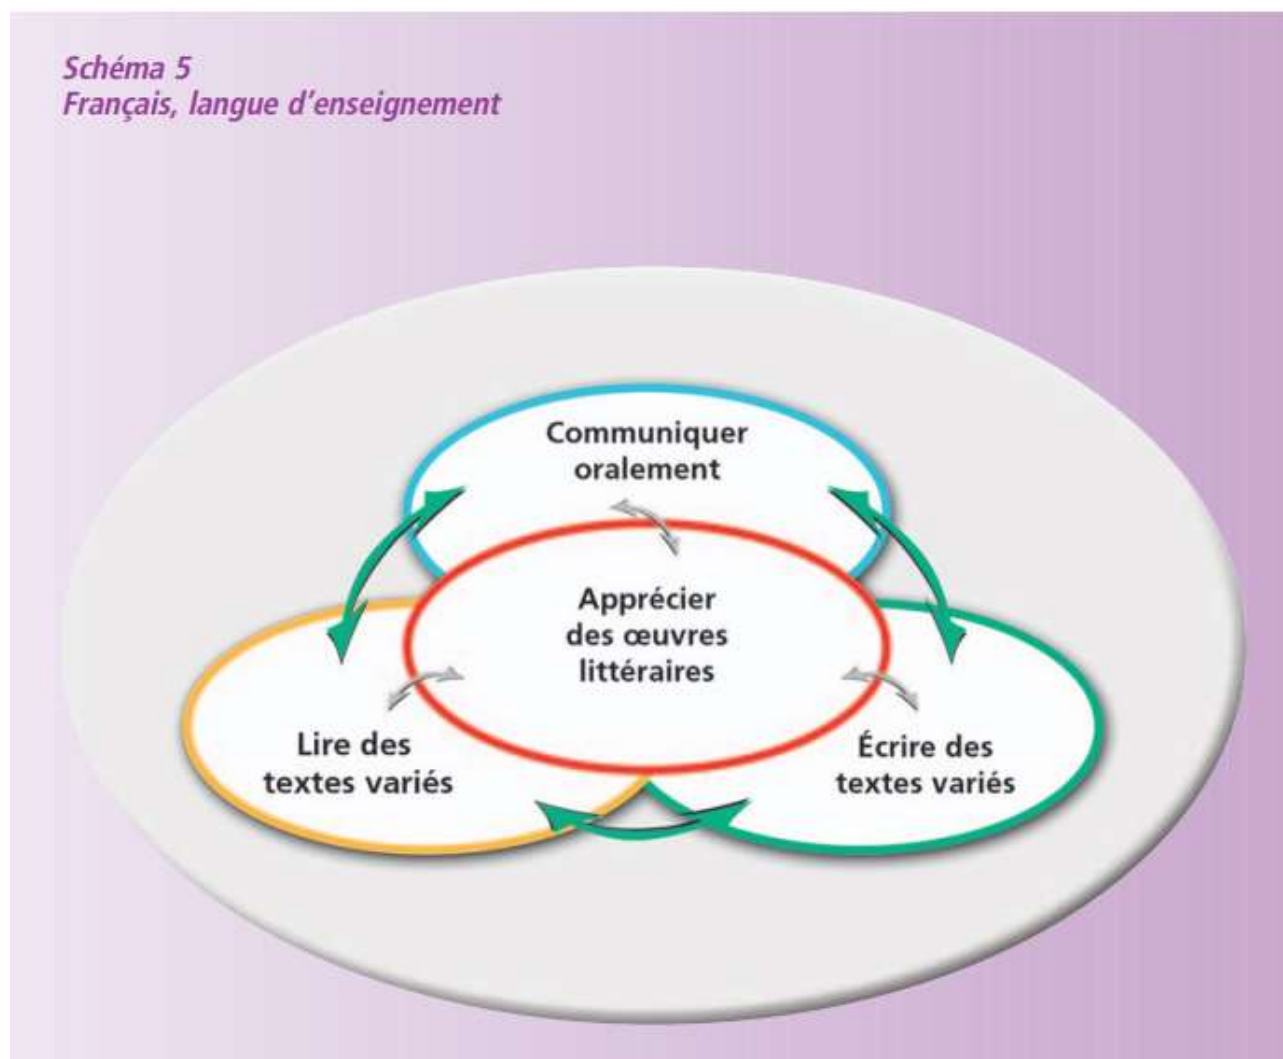 Schéma 5
Français, langue d'enseignement
Communiquer
oralement
Apprécier
des œuvres
littéraires
Lire des
textes variés
Écrire des
textes variés